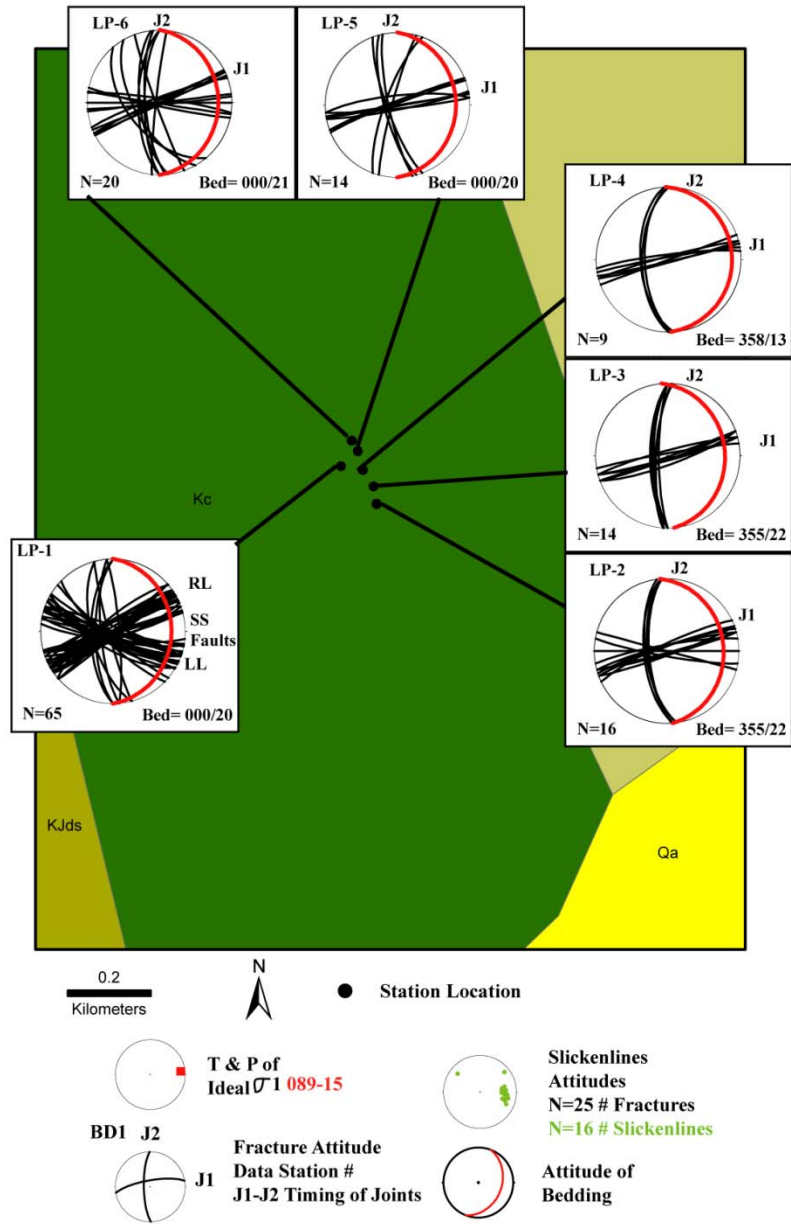 LP-6 J2
J1
N=20 Bed= 000/21
LP-5 J2
J1
N=14 Bed= 000/20
LP-4 J2
J1
N=9 Bed= 358/13
LP-3 J2
J1
N=14 Bed= 355/22
LP-2 J2
J1
N=16 Bed= 355/22
Kc
LP-1
RL
SS
Faults
LL
N=65 Bed= 000/20
KJds
Qa
0.2
Kilometers
N
Station Location
T & P of
Ideal σ1 089-15
Slickenlines
Attitudes
N=25 # Fractures
N=16 # Slickenlines
BD1 J2
J1
Fracture Attitude
Data Station #
J1-J2 Timing of Joints
Attitude of
Bedding